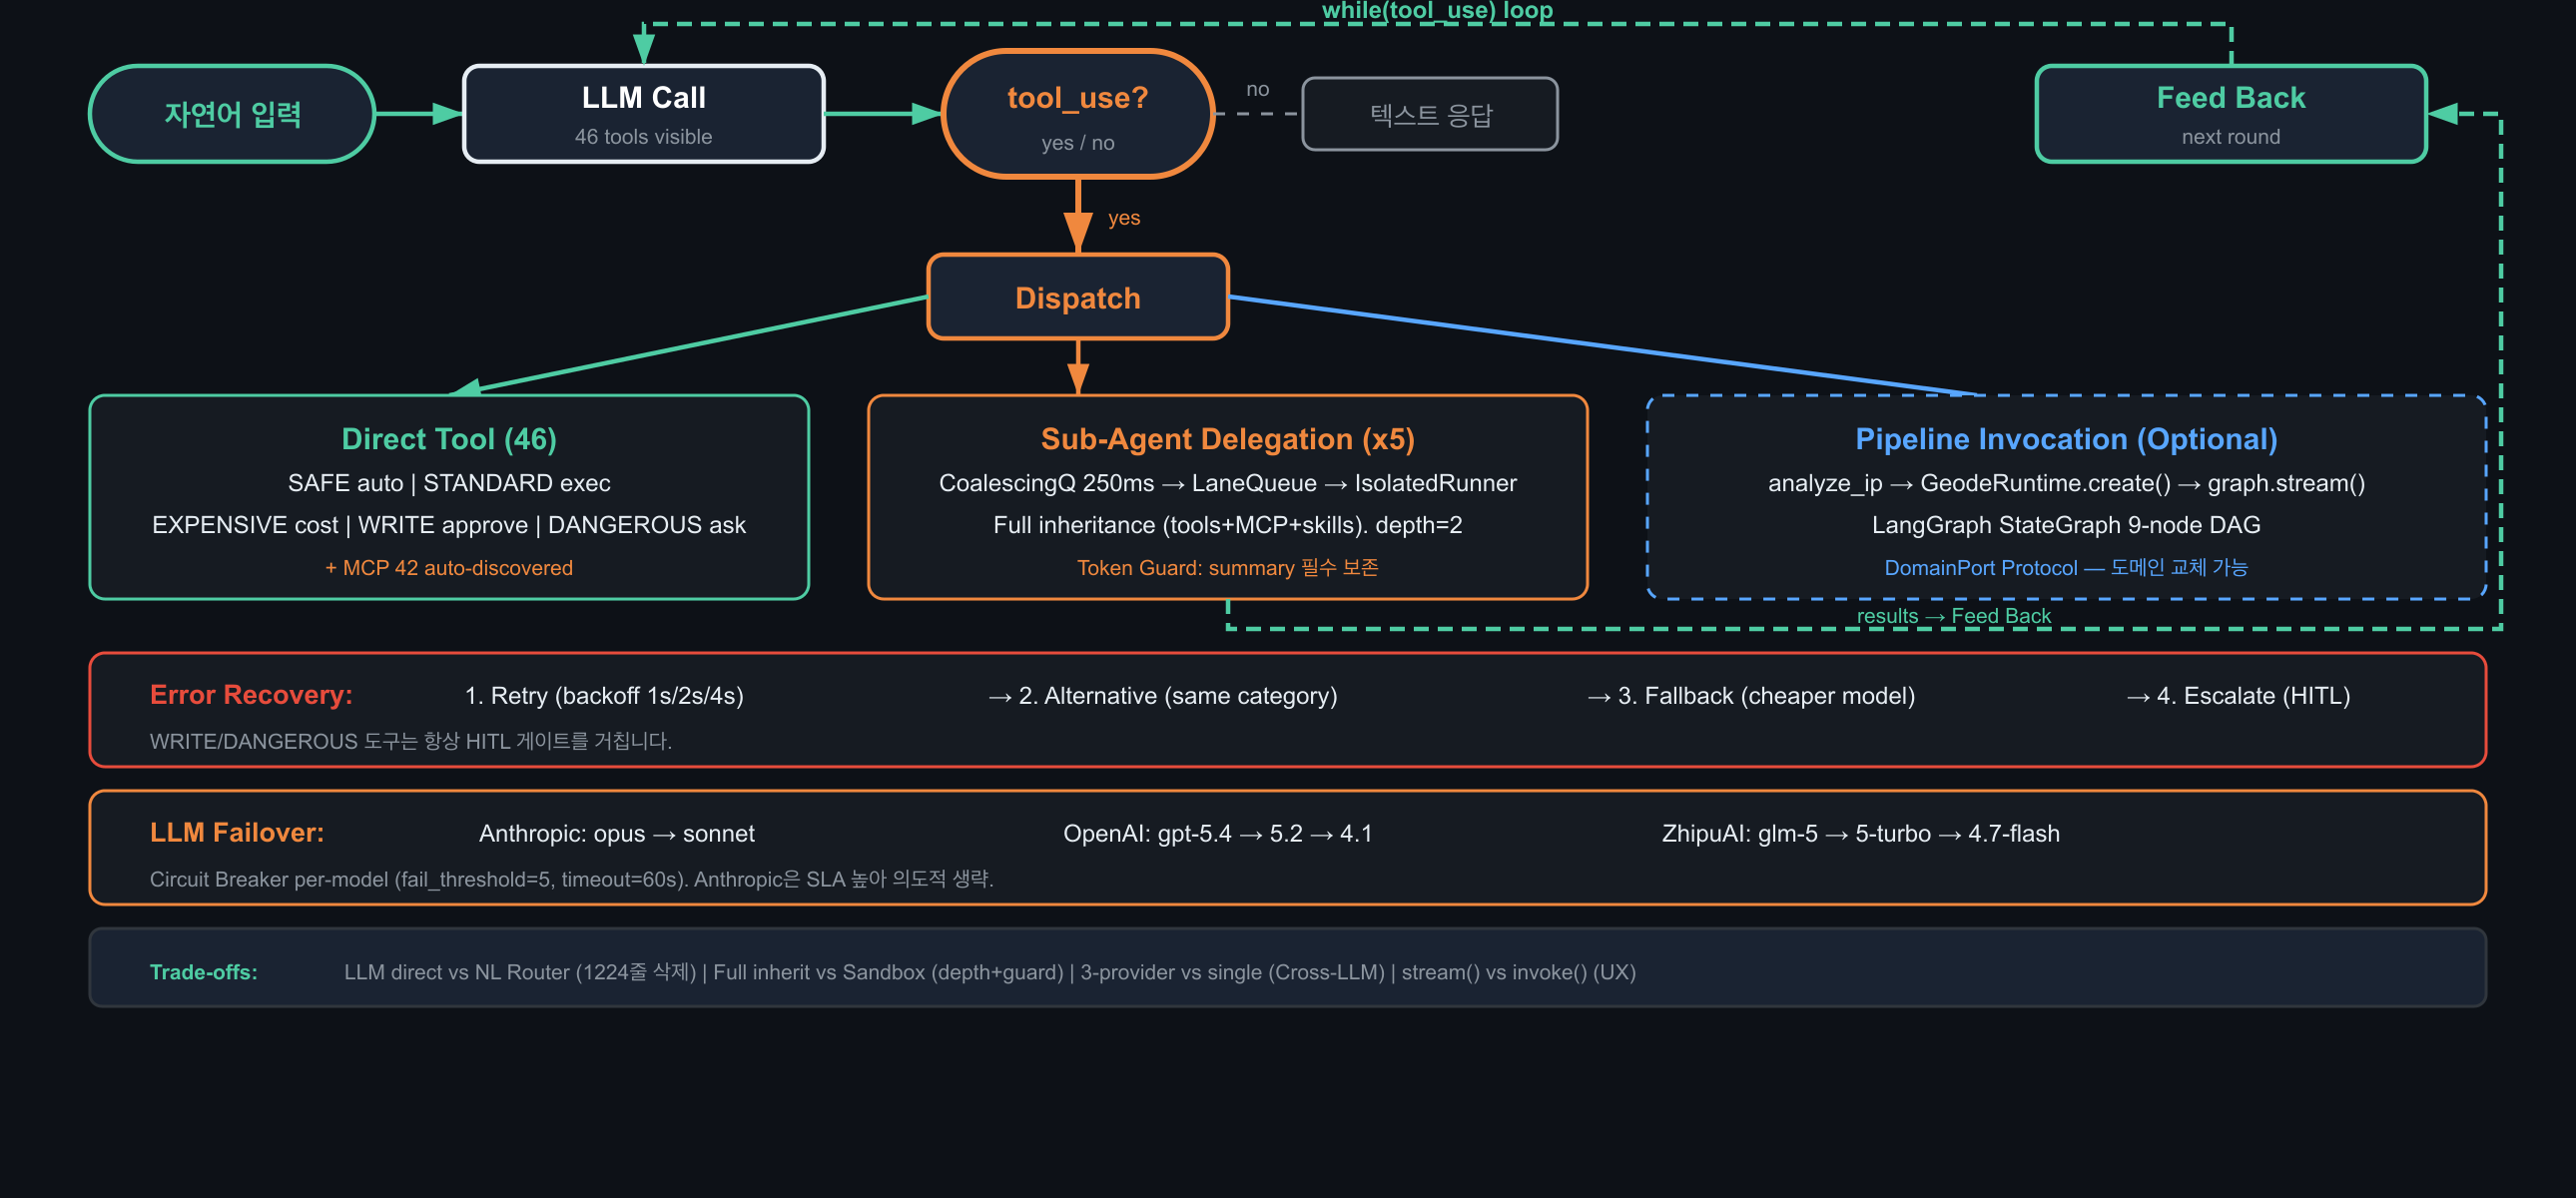 while(tool_use) loop
자연어 입력
LLM Call
46 tools visible
tool_use?
yes / no
no
텍스트 응답
Feed Back
next round
yes
Dispatch
Direct Tool (46)
SAFE auto | STANDARD exec
EXPENSIVE cost | WRITE approve | DANGEROUS ask
+ MCP 42 auto-discovered
Sub-Agent Delegation (x5)
CoalescingQ 250ms → LaneQueue → IsolatedRunner
Full inheritance (tools+MCP+skills). depth=2
Token Guard: summary 필수 보존
Pipeline Invocation (Optional)
analyze_ip → GeodeRuntime.create() → graph.stream()
LangGraph StateGraph 9-node DAG
DomainPort Protocol — 도메인 교체 가능
results → Feed Back
Error Recovery: 1. Retry (backoff 1s/2s/4s) → 2. Alternative (same category) → 3. Fallback (cheaper model) → 4. Escalate (HITL)
WRITE/DANGEROUS 도구는 항상 HITL 게이트를 거칩니다.
LLM Failover: Anthropic: opus → sonnet OpenAI: gpt-5.4 → 5.2 → 4.1 ZhipuAI: glm-5 → 5-turbo → 4.7-flash
Circuit Breaker per-model (fail_threshold=5, timeout=60s). Anthropic은 SLA 높아 의도적 생략.
Trade-offs: LLM direct vs NL Router (1224줄 삭제) | Full inherit vs Sandbox (depth+guard) | 3-provider vs single (Cross-LLM) | stream() vs invoke() (UX)